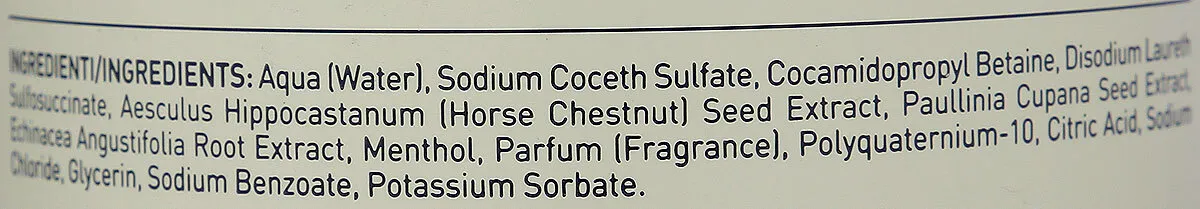 INGREDIENTI/INGREDIENTS: Aqua (Water), Sodium Coceth Sulfate, Cocamidopropyl Betaine, Disodium Laureth
Sulfosuccinate, Aesculus Hippocastanum (Horse Chestnut) Seed Extract, Paullinia Cupana Seed Extract,
Echinacea Angustifolia Root Extract, Menthol, Parfum (Fragrance), Polyquaternium-10, Citric Acid, Sodium
Chloride, Glycerin, Sodium Benzoate, Potassium Sorbate.